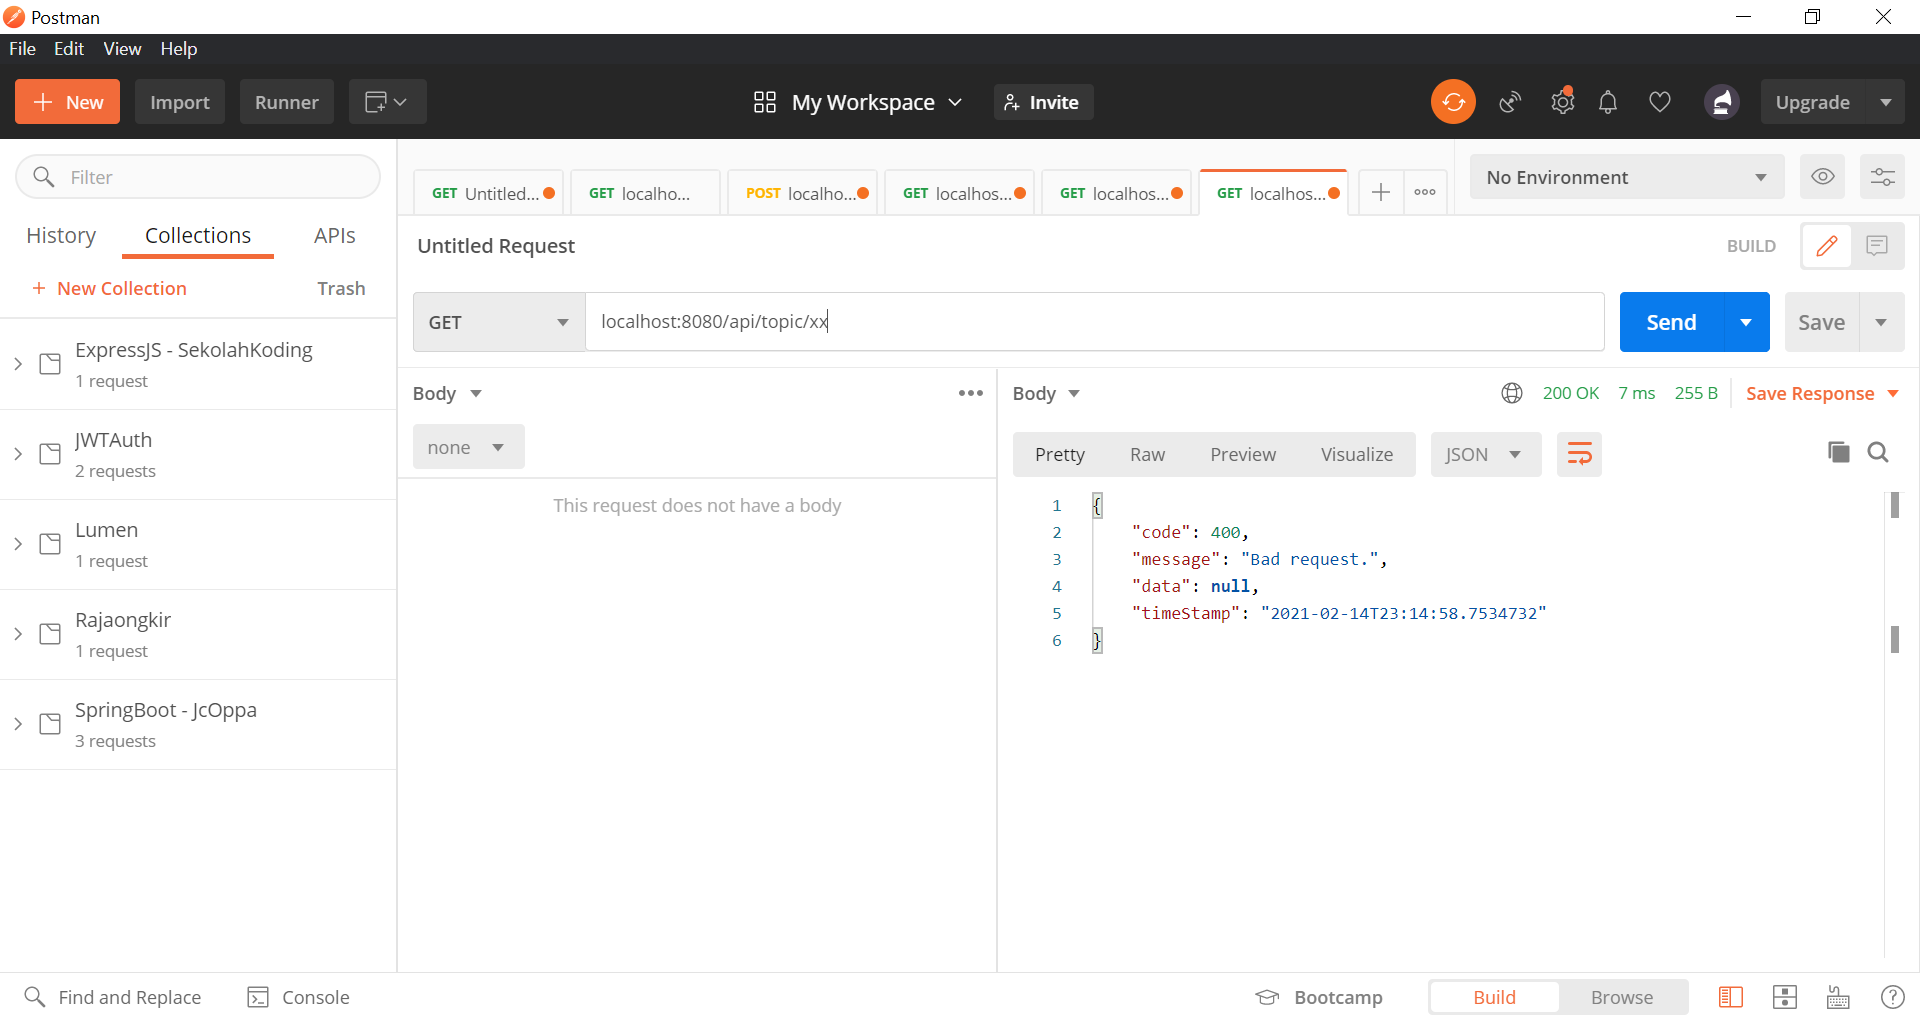 Postman
File Edit View Help
New Import Runner My Workspace Invite Upgrade
Filter
History Collections APIs
New Collection Trash
ExpressJS - SekolahKoding
1 request
JWTAuth
2 requests
Lumen
1 request
Rajaongkir
1 request
SpringBoot - JcOppa
3 requests
GET Untitled... GET localho... POST localho... GET localhos... GET localhos... GET localhos... No Environment
Untitled Request BUILD
GET localhost:8080/api/topic/xx Send Save
Body
none
This request does not have a body
Body 200 OK 7 ms 255 B Save Response
Pretty Raw Preview Visualize JSON
1 {
2 "code": 400,
3 "message": "Bad request.",
4 "data": null,
5 "timeStamp": "2021-02-14T23:14:58.7534732"
6 }
Find and Replace Console Bootcamp Build Browse